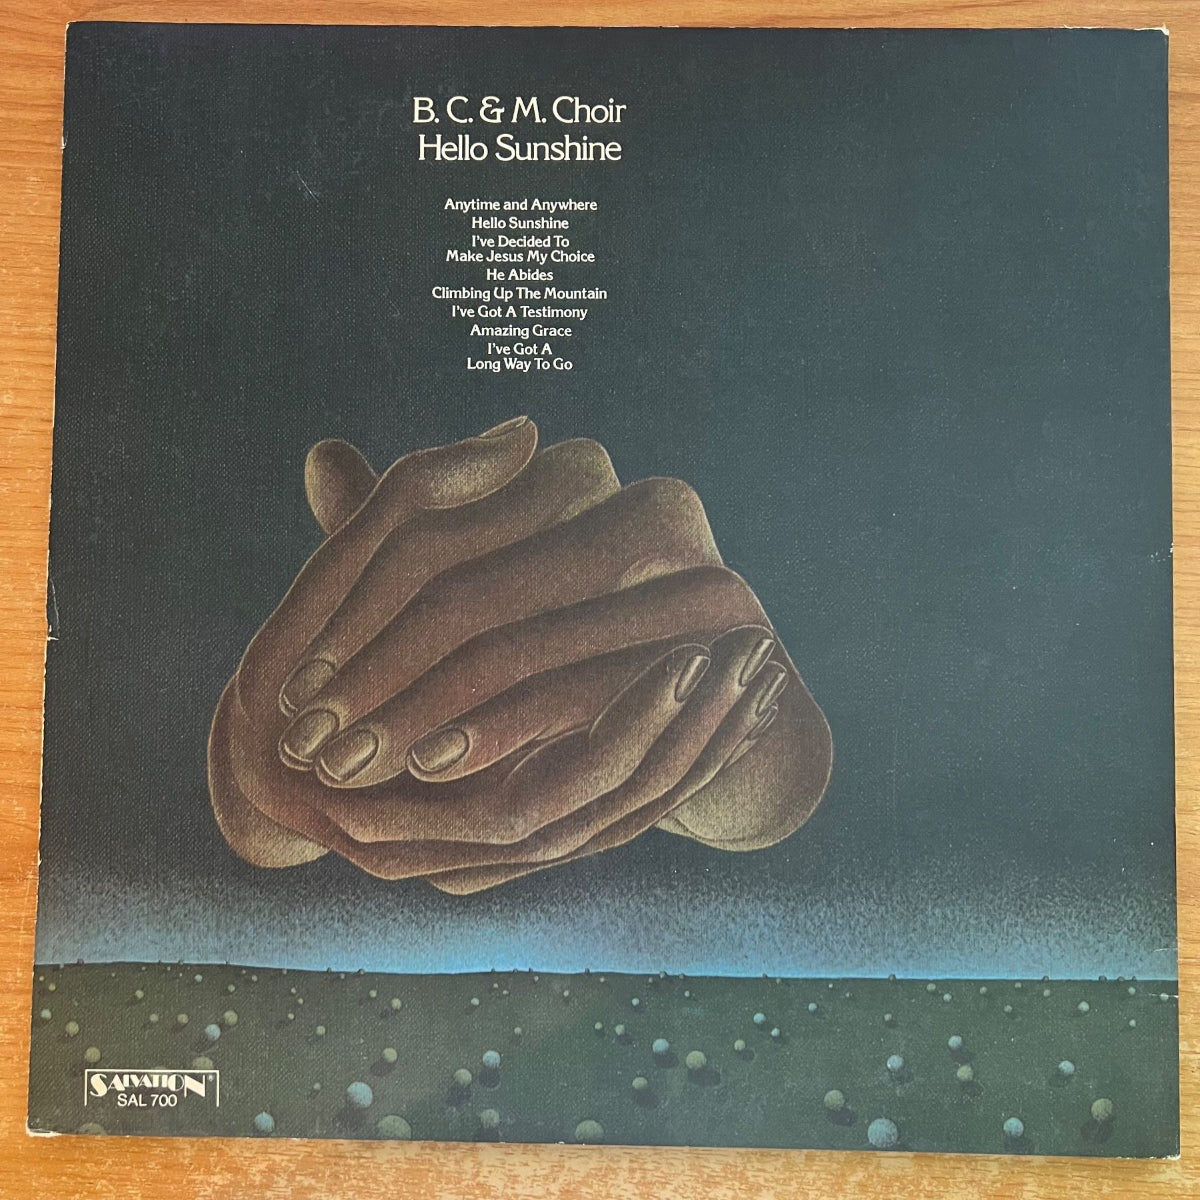 B. C. & M. Choir
Hello Sunshine
Anytime and Anywhere
Hello Sunshine
I've Decided To
Make Jesus My Choice
He Abides
Climbing Up The Mountain
I've Got A Testimony
Amazing Grace
I've Got A
Long Way To Go
SALVATION®
SAL 700